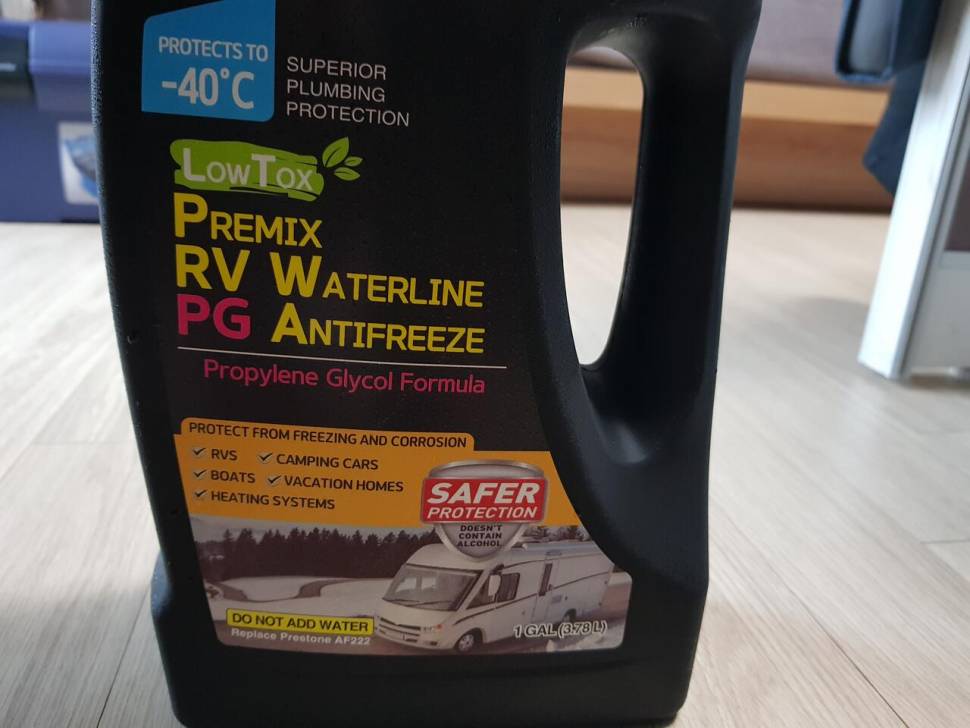 PROTECTS TO
-40°C
SUPERIOR
PLUMBING
PROTECTION
LOWTOX
PREMIX
RV WATERLINE
PG ANTIFREEZE
Propylene Glycol Formula
PROTECT FROM FREEZING AND CORROSION
RVS
CAMPING CARS
BOATS
VACATION HOMES
HEATING SYSTEMS
SAFER
PROTECTION
DOESN'T
CONTAIN
ALCOHOL
DO NOT ADD WATER
Replace Prestone AF222
1 GAL (3.78 L)